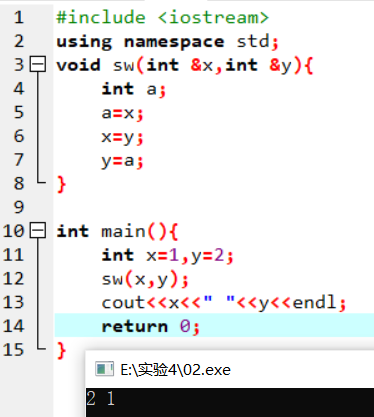 1 #include <iostream>
2 using namespace std;
3 void sw(int &x,int &y){
4     int a;
5     a=x;
6     x=y;
7     y=a;
8 }
9
10 int main(){
11     int x=1,y=2;
12     sw(x,y);
13     cout<<x<<" "<<y<<endl;
14     return 0;
15 }
E:\实验4\02.exe
2 1